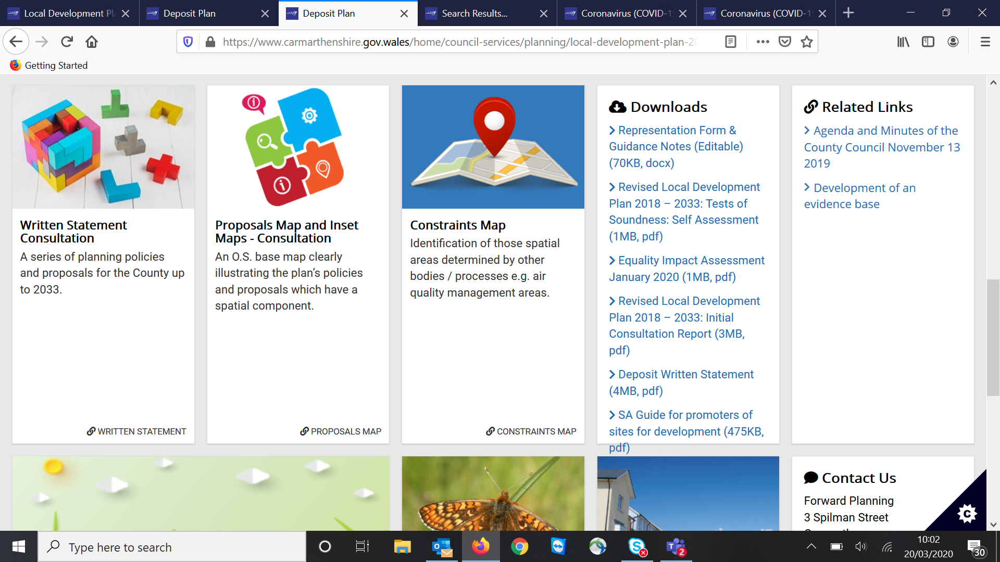 Local Development Pl
Deposit Plan
Deposit Plan
Search Results...
Coronavirus (COVID-1
Coronavirus (COVID-1
https://www.carmarthenshire.gov.wales/home/council-services/planning/local-development-plan-20
Getting Started
Written Statement
Consultation
A series of planning policies
and proposals for the County up
to 2033.
WRITTEN STATEMENT
Proposals Map and Inset
Maps - Consultation
An O.S. base map clearly
illustrating the plan’s policies
and proposals which have a
spatial component.
PROPOSALS MAP
Constraints Map
Identification of those spatial
areas determined by other
bodies / processes e.g. air
quality management areas.
CONSTRAINTS MAP
Downloads
Representation Form &
Guidance Notes (Editable)
(70KB, docx)
Revised Local Development
Plan 2018 – 2033: Tests of
Soundness: Self Assessment
(1MB, pdf)
Equality Impact Assessment
January 2020 (1MB, pdf)
Revised Local Development
Plan 2018 – 2033: Initial
Consultation Report (3MB,
pdf)
Deposit Written Statement
(4MB, pdf)
SA Guide for promoters of
sites for development (475KB,
pdf)
Related Links
Agenda and Minutes of the
County Council November 13
2019
Development of an
evidence base
Contact Us
Forward Planning
3 Spilman Street
C
Type here to search
2
10:02
20/03/2020
30